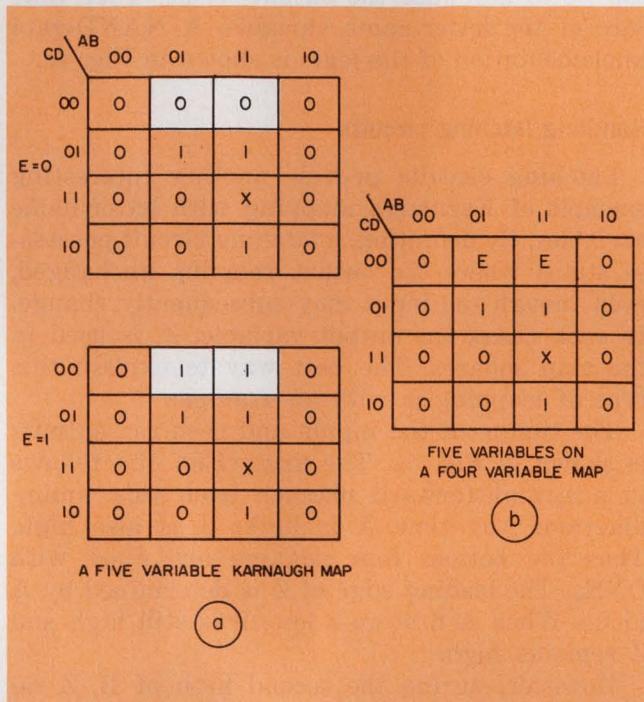 AB
CD
00 01 11 10
00 0 0 0 0
E=0
01 0 1 1 0
11 0 0 X 0
10 0 0 1 0
00 0 1 1 0
E=1
01 0 1 1 0
11 0 0 X 0
10 0 0 1 0
A FIVE VARIABLE KARNAUGH MAP
a
AB
CD
00 01 11 10
00 0 E E 0
01 0 1 1 0
11 0 0 X 0
10 0 0 1 0
FIVE VARIABLES ON
A FOUR VARIABLE MAP
b